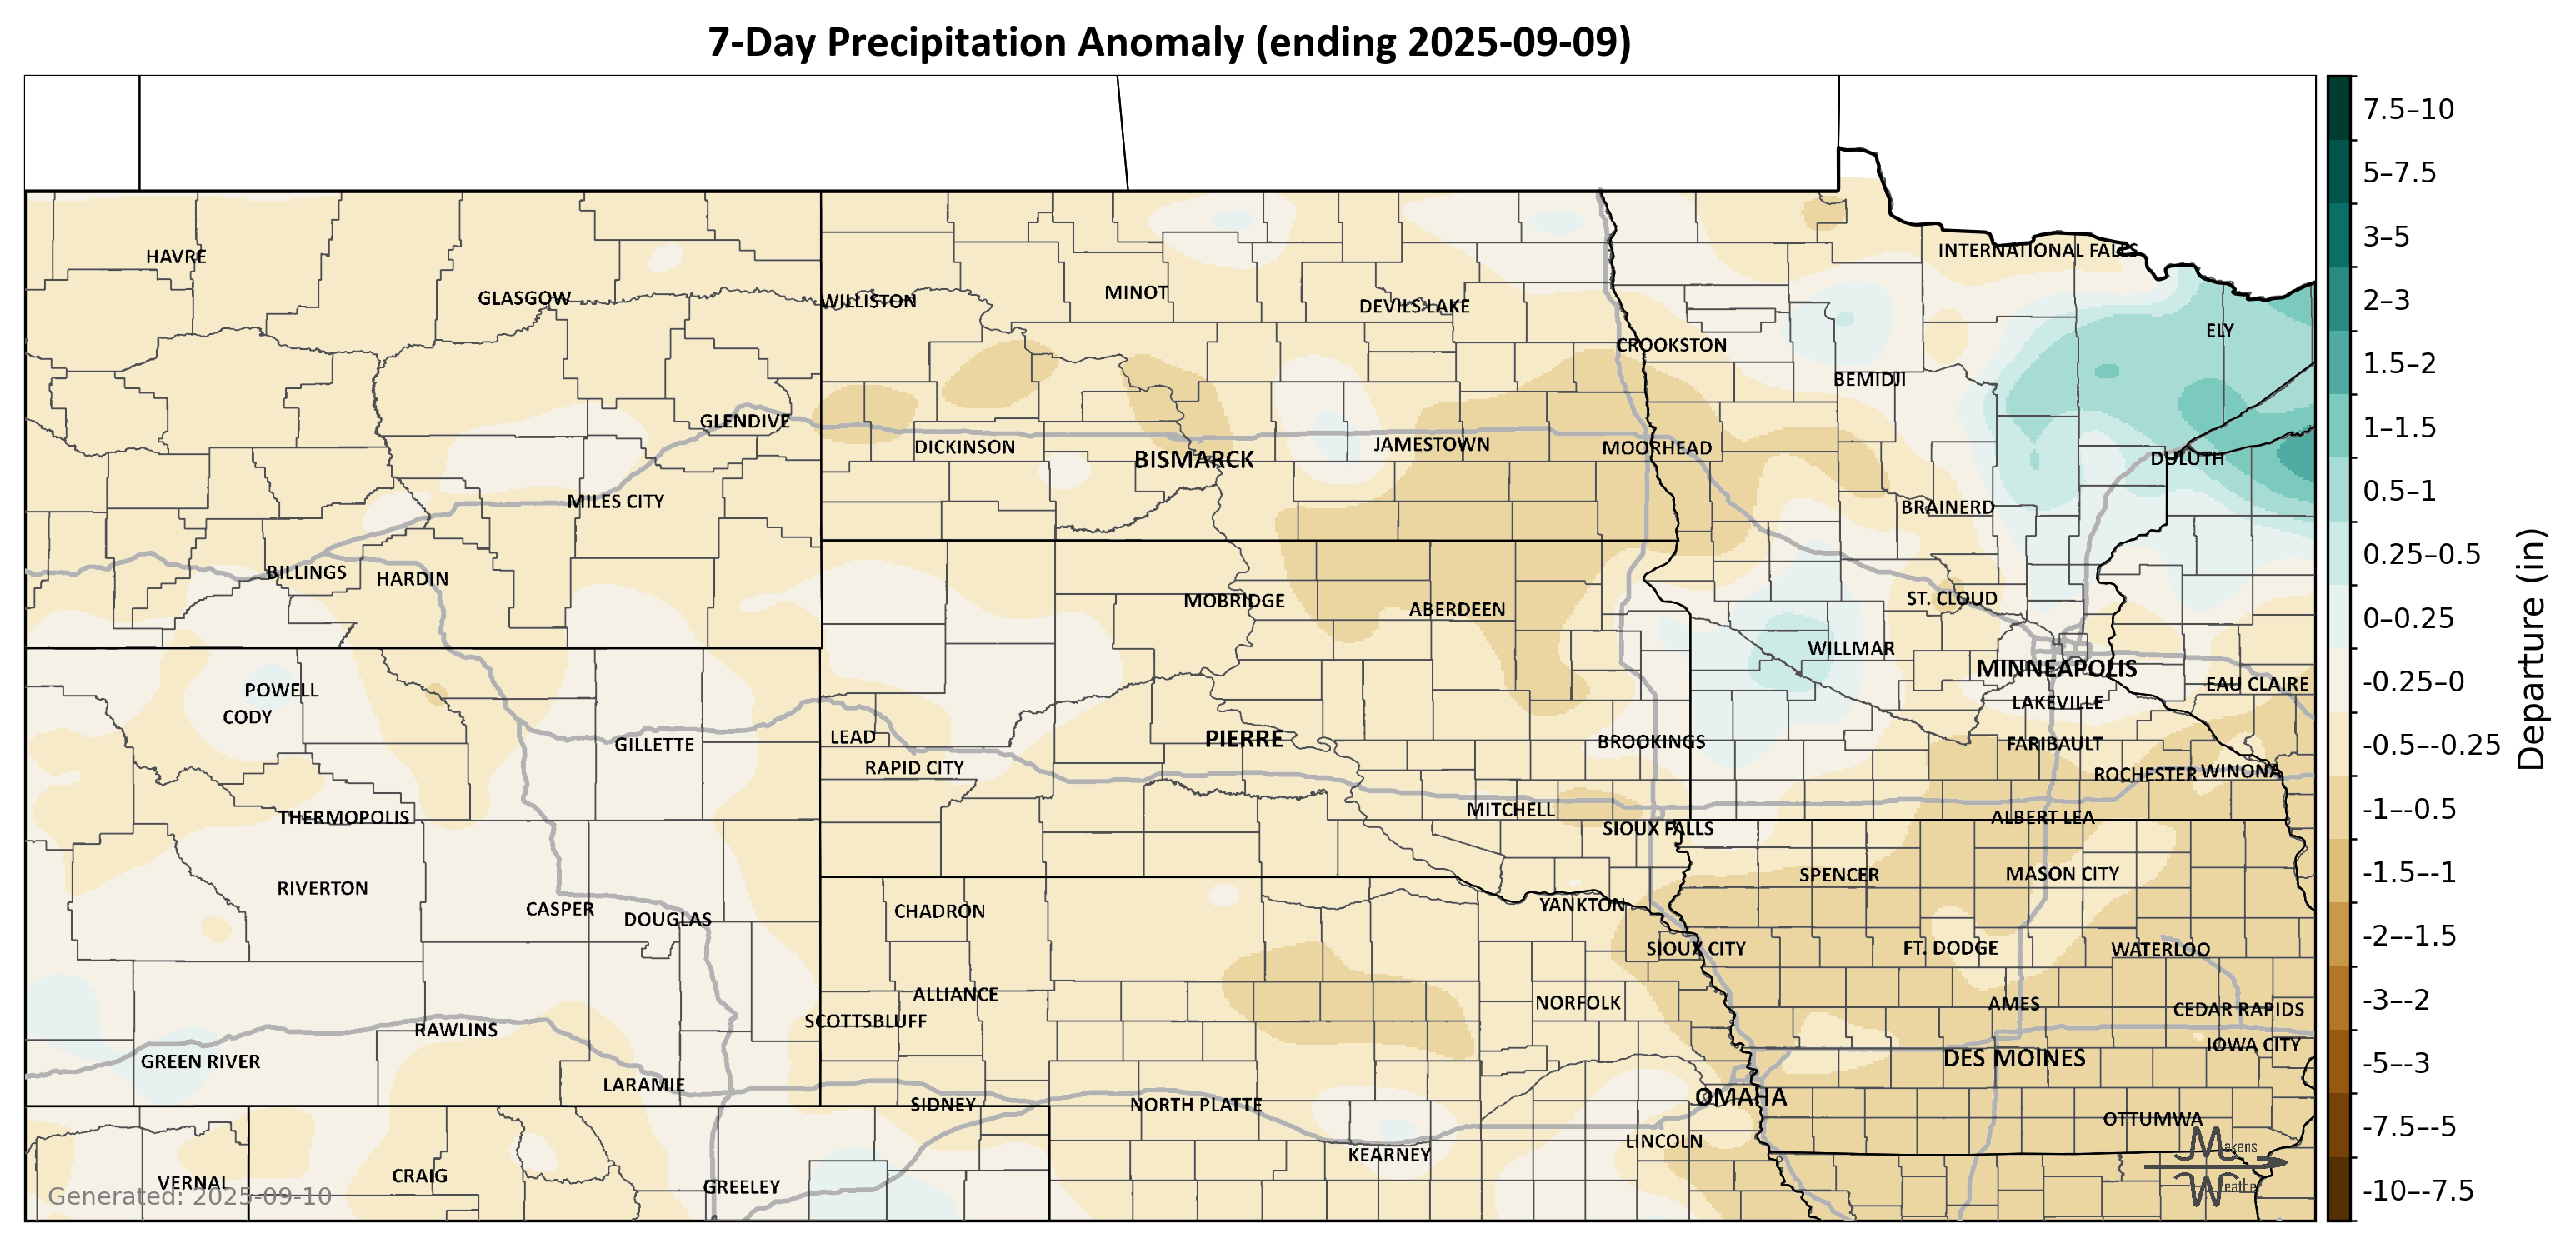 7-Day Precipitation Anomaly (ending 2025-09-09)
HAVRE
GLASGOW
WILLISTON
MINOT
DEVILS LAKE
CROOKSTON
INTERNATIONAL FALLS
ELY
BEMIDJI
GLENDIVE
DICKINSON
BISMARCK
JAMESTOWN
MOORHEAD
DULUTH
MILES CITY
BRAINERD
BILLINGS
HARDIN
MOBRIDGE
ABERDEEN
ST. CLOUD
WILLMAR
MINNEAPOLIS
EAU CLAIRE
POWELL
CODY
LAKEVILLE
GILLETTE
LEAD
RAPID CITY
PIERRE
BROOKINGS
FARIBAULT
ROCHESTER
WINONA
THERMOPOLIS
MITCHELL
SIOUX FALLS
ALBERT LEA
RIVERTON
CASPER
DOUGLAS
CHADRON
YANKTON
SPENCER
MASON CITY
SIOUX CITY
FT. DODGE
WATERLOO
ALLIANCE
SCOTTSBLUFF
NORFOLK
AMES
CEDAR RAPIDS
RAWLINS
GREEN RIVER
LARAMIE
IOWA CITY
DES MOINES
SIDNEY
NORTH PLATTE
OMAHA
OTTUMWA
LINCOLN
KEARNEY
VERNAL
CRAIG
GREELEY
Generated: 2025-09-10
Makens
Weather
7.5–10
5–7.5
3–5
2–3
1.5–2
1–1.5
0.5–1
0.25–0.5
0–0.25
-0.25–0
-0.5–-0.25
-1–-0.5
-1.5–-1
-2–-1.5
-3–-2
-5–-3
-7.5–-5
-10–-7.5
Departure (in)